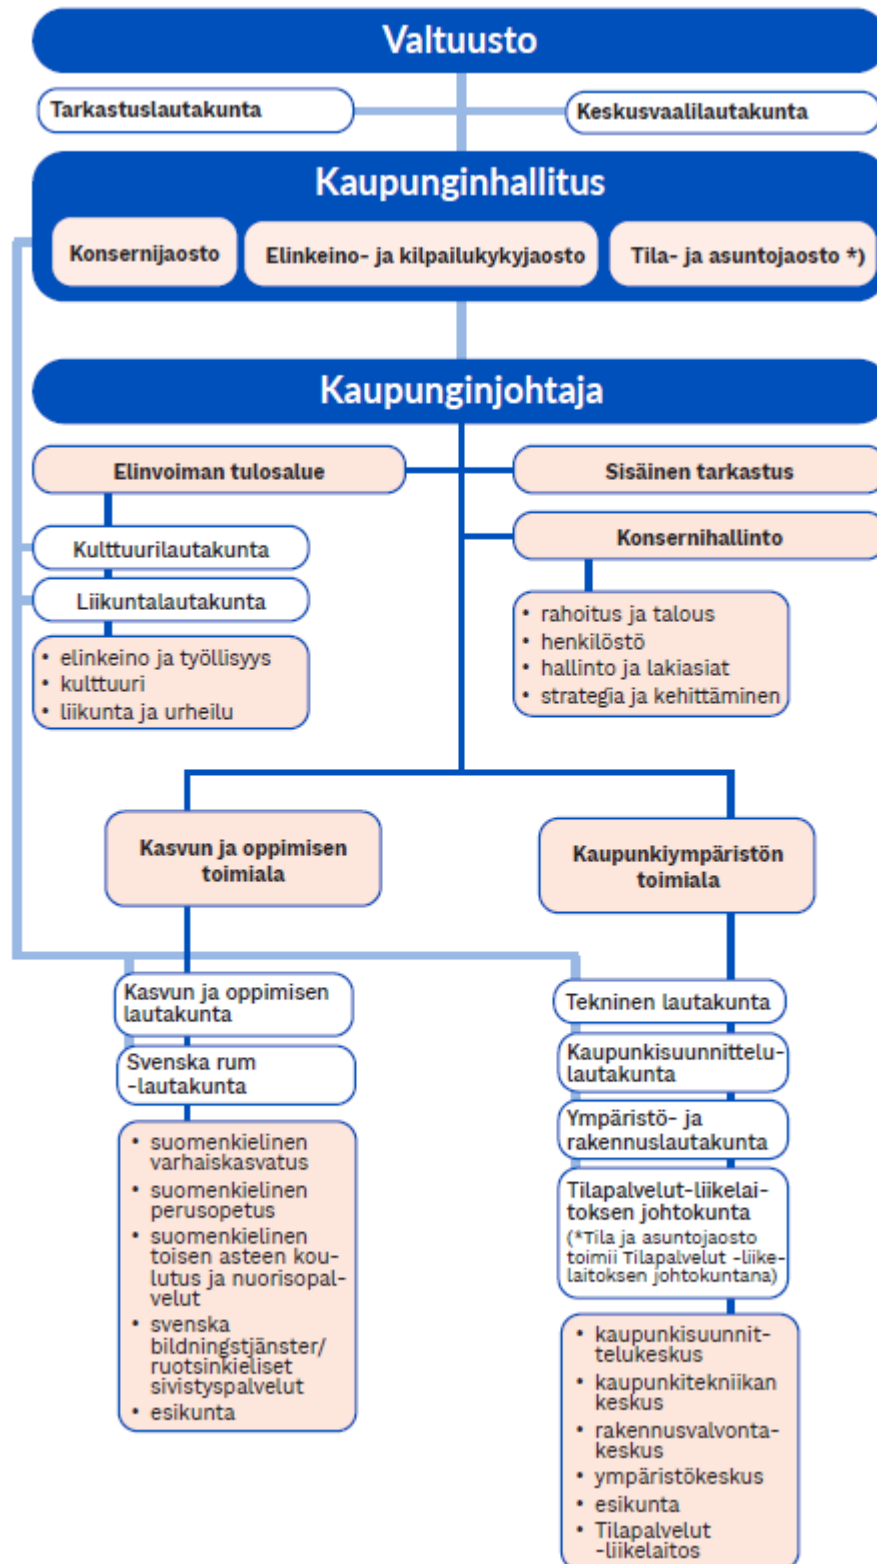 Valtuusto
Tarkastuslautakunta
Keskusvaalilautakunta
Kaupunginhallitus
Konsernijaosto
Elinkeino- ja kilpailukykyjaosto
Tila- ja asuntojaosto *)
Kaupunginjohtaja
Elinvoiman tulosalue
Sisäinen tarkastus
Kulttuurilautakunta
Liikuntalautakunta
• elinkeino ja työllisyys
• kulttuuri
• liikunta ja urheilu
Konsernihallinto
• rahoitus ja talous
• henkilöstö
• hallinto ja lakiasiat
• strategia ja kehittäminen
Kasvun ja oppimisen
toimiala
Kaupunkiympäristön
toimiala
Kasvun ja oppimisen
lautakunta
Svenska rum
-lautakunta
• suomenkielinen
varhaiskasvatus
• suomenkielinen
perusopetus
• suomenkielinen
toisen asteen kou-
lutus ja nuorisopal-
velut
• svenska
bildningstjänster/
ruotsinkieliset
sivistyspalvelut
• esikunta
Tekninen lautakunta
Kaupunkisuunnittelu-
lautakunta
Ympäristö- ja
rakennuslautakunta
Tilapalvelut-liikelai-
toksen johtokunta
(*Tila ja asuntojaosto
toimii Tilapalvelut -liike-
laitoksen johtokuntana)
• kaupunkisuunnit-
telukeskus
• kaupunkitekniikan
keskus
• rakennusvalvonta-
keskus
• ympäristökeskus
• esikunta
• Tilapalvelut
-liikelaitos